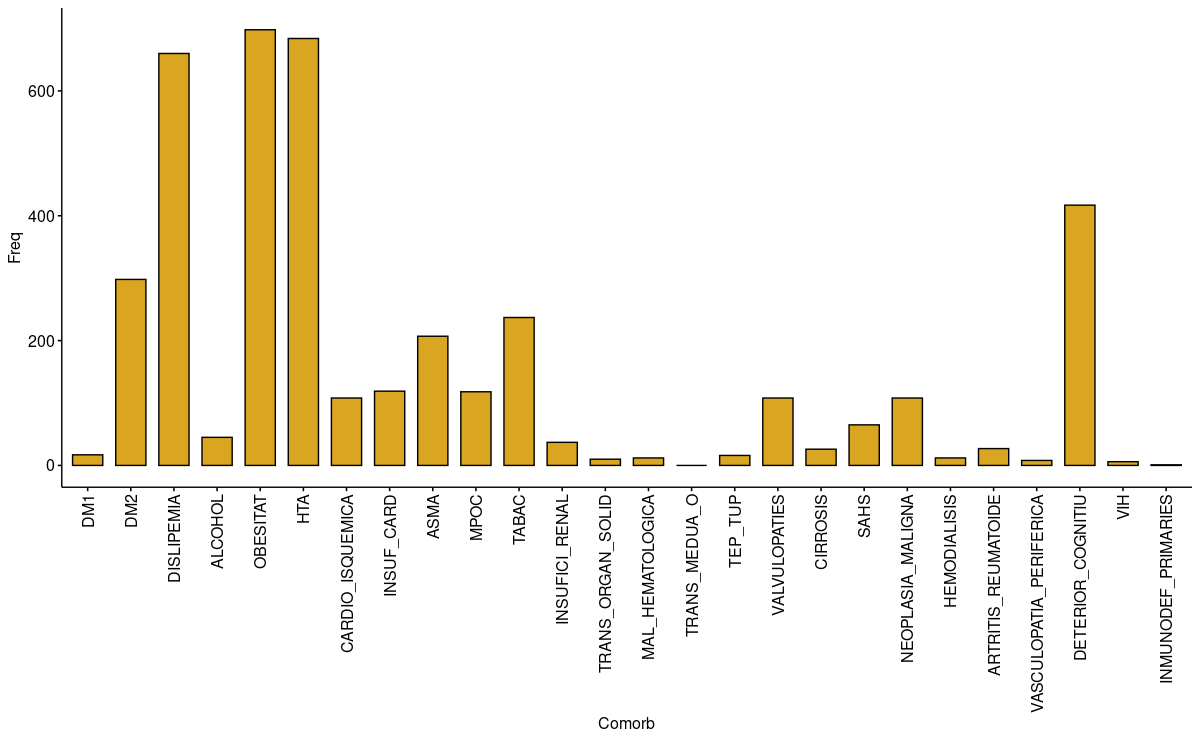 Freq
600
400
200
0
DM1
DM2
DISLIPEMIA
ALCOHOL
OBESITAT
HTA
CARDIO_ISQUEMICA
INSUF_CARD
ASMA
MPOC
TABAC
INSUFICI_RENAL
TRANS_ORGAN_SOLID
MAL_HEMATOLOGICA
TRANS_MEDUA_O
TEP_TUP
VALVULOPATIES
CIRROSIS
SAHS
NEOPLASIA_MALIGNA
HEMODIALISIS
ARTRITIS_REUMATOIDE
VASCULOPATIA_PERIFERICA
DETERIOR_COGNITIU
VIH
INMUNODEF_PRIMARIES
Comorb